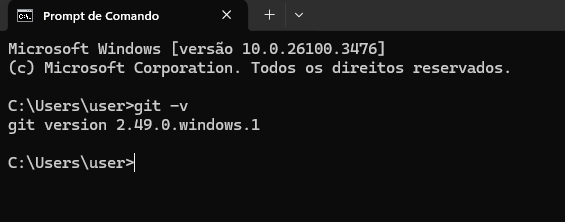 Prompt de Comando
Microsoft Windows [versão 10.0.26100.3476]
(c) Microsoft Corporation. Todos os direitos reservados.
C:\Users\user>git -v
git version 2.49.0.windows.1
C:\Users\user>